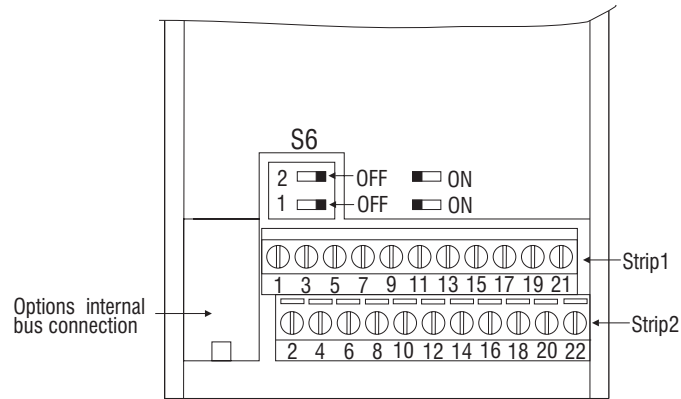 S6
2 OFF ON
1 OFF ON
1 3 5 7 9 11 13 15 17 19 21
Strip1
Options internal
bus connection
2 4 6 8 10 12 14 16 18 20 22
Strip2